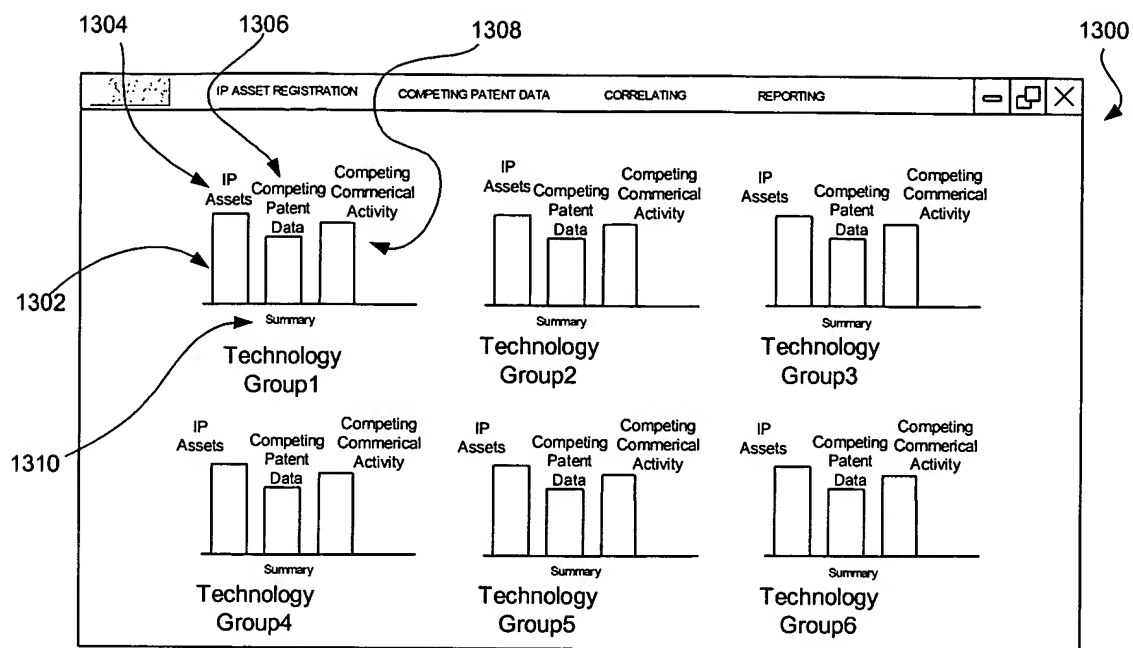 1304
1306
1308
1300
IP ASSET REGISTRATION
COMPETING PATENT DATA
CORRELATING
REPORTING
IP
Assets
Competing
Patent
Data
Competing
Commerical
Activity
1302
Summary
1310
Technology
Group1
IP
Assets
Competing
Patent
Data
Competing
Commerical
Activity
Summary
Technology
Group2
IP
Assets
Competing
Patent
Data
Competing
Commerical
Activity
Summary
Technology
Group3
IP
Assets
Competing
Patent
Data
Competing
Commerical
Activity
Summary
Technology
Group4
IP
Assets
Competing
Patent
Data
Competing
Commerical
Activity
Summary
Technology
Group5
IP
Assets
Competing
Patent
Data
Competing
Commerical
Activity
Summary
Technology
Group6